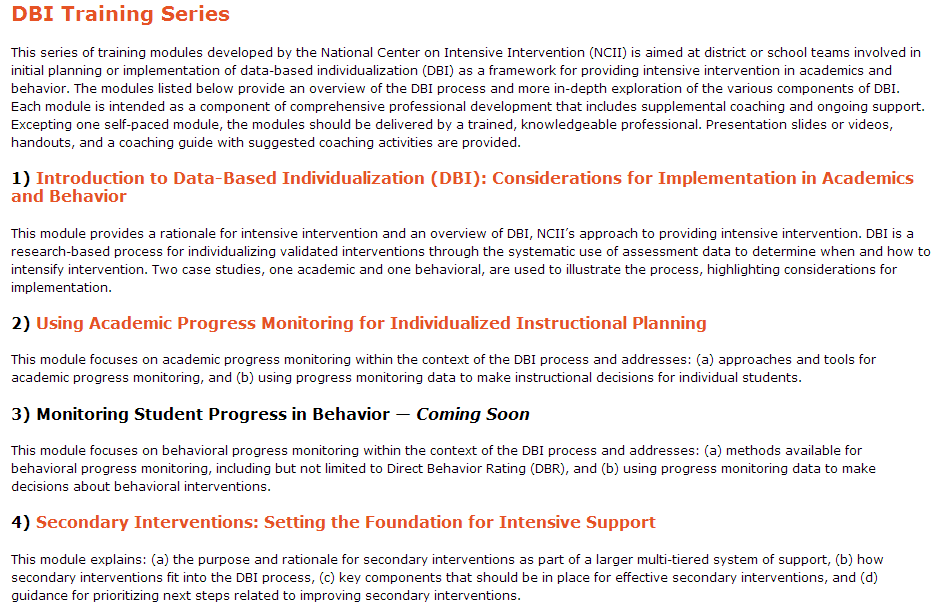 DBI Training Series
This series of training modules developed by the National Center on Intensive Intervention (NCII) is aimed at district or school teams involved in
initial planning or implementation of data-based individualization (DBI) as a framework for providing intensive intervention in academics and
behavior. The modules listed below provide an overview of the DBI process and more in-depth exploration of the various components of DBI.
Each module is intended as a component of comprehensive professional development that includes supplemental coaching and ongoing support.
Excepting one self-paced module, the modules should be delivered by a trained, knowledgeable professional. Presentation slides or videos,
handouts, and a coaching guide with suggested coaching activities are provided.
1) Introduction to Data-Based Individualization (DBI): Considerations for Implementation in Academics
and Behavior
This module provides a rationale for intensive intervention and an overview of DBI, NCII's approach to providing intensive intervention. DBI is a
research-based process for individualizing validated interventions through the systematic use of assessment data to determine when and how to
intensify intervention. Two case studies, one academic and one behavioral, are used to illustrate the process, highlighting considerations for
implementation.
2) Using Academic Progress Monitoring for Individualized Instructional Planning
This module focuses on academic progress monitoring within the context of the DBI process and addresses: (a) approaches and tools for
academic progress monitoring, and (b) using progress monitoring data to make instructional decisions for individual students.
3) Monitoring Student Progress in Behavior — Coming Soon
This module focuses on behavioral progress monitoring within the context of the DBI process and addresses: (a) methods available for
behavioral progress monitoring, including but not limited to Direct Behavior Rating (DBR), and (b) using progress monitoring data to make
decisions about behavioral interventions.
4) Secondary Interventions: Setting the Foundation for Intensive Support
This module explains: (a) the purpose and rationale for secondary interventions as part of a larger multi-tiered system of support, (b) how
secondary interventions fit into the DBI process, (c) key components that should be in place for effective secondary interventions, and (d)
guidance for prioritizing next steps related to improving secondary interventions.